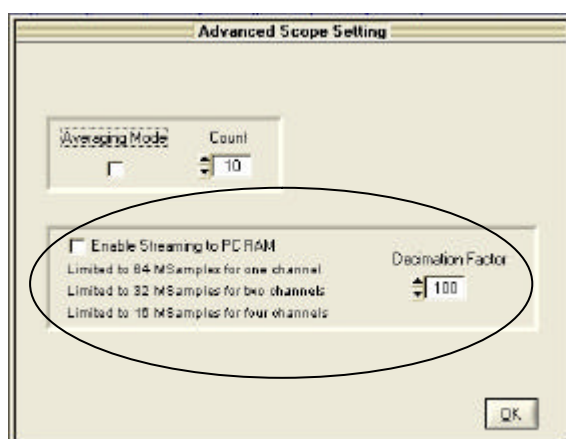 Advanced Scope Setting
Averaging Mode
Count
10
Enable Streaming to PC RAM
Limited to 64 MSamples for one channel
Limited to 32 MSamples for two channels
Limited to 16 MSamples for four channels
Decimation Factor
100
OK